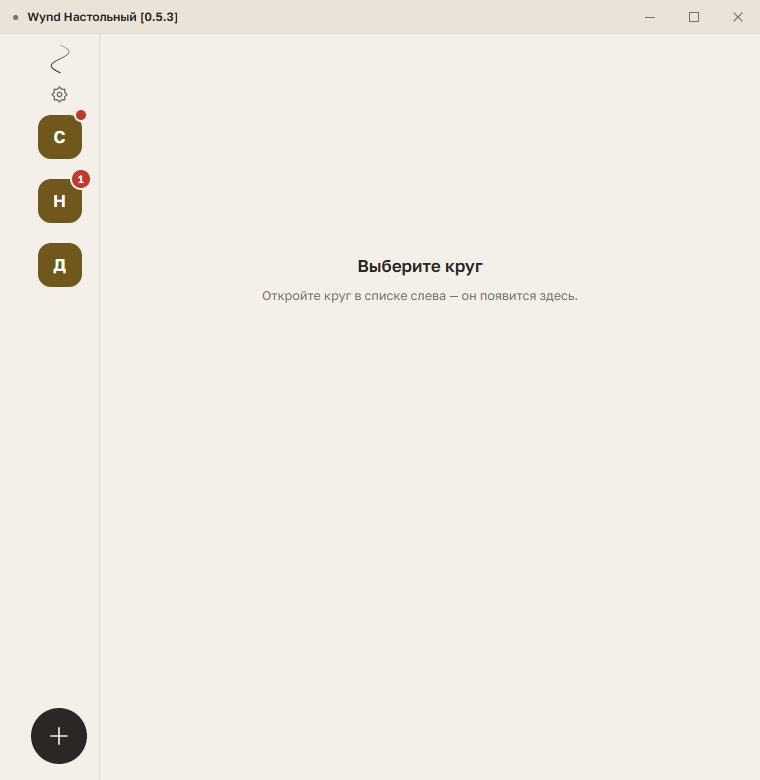 Wynd Настольный [0.5.3]
С
Н
1
Д
Выберите круг
Откройте круг в списке слева — он появится здесь.